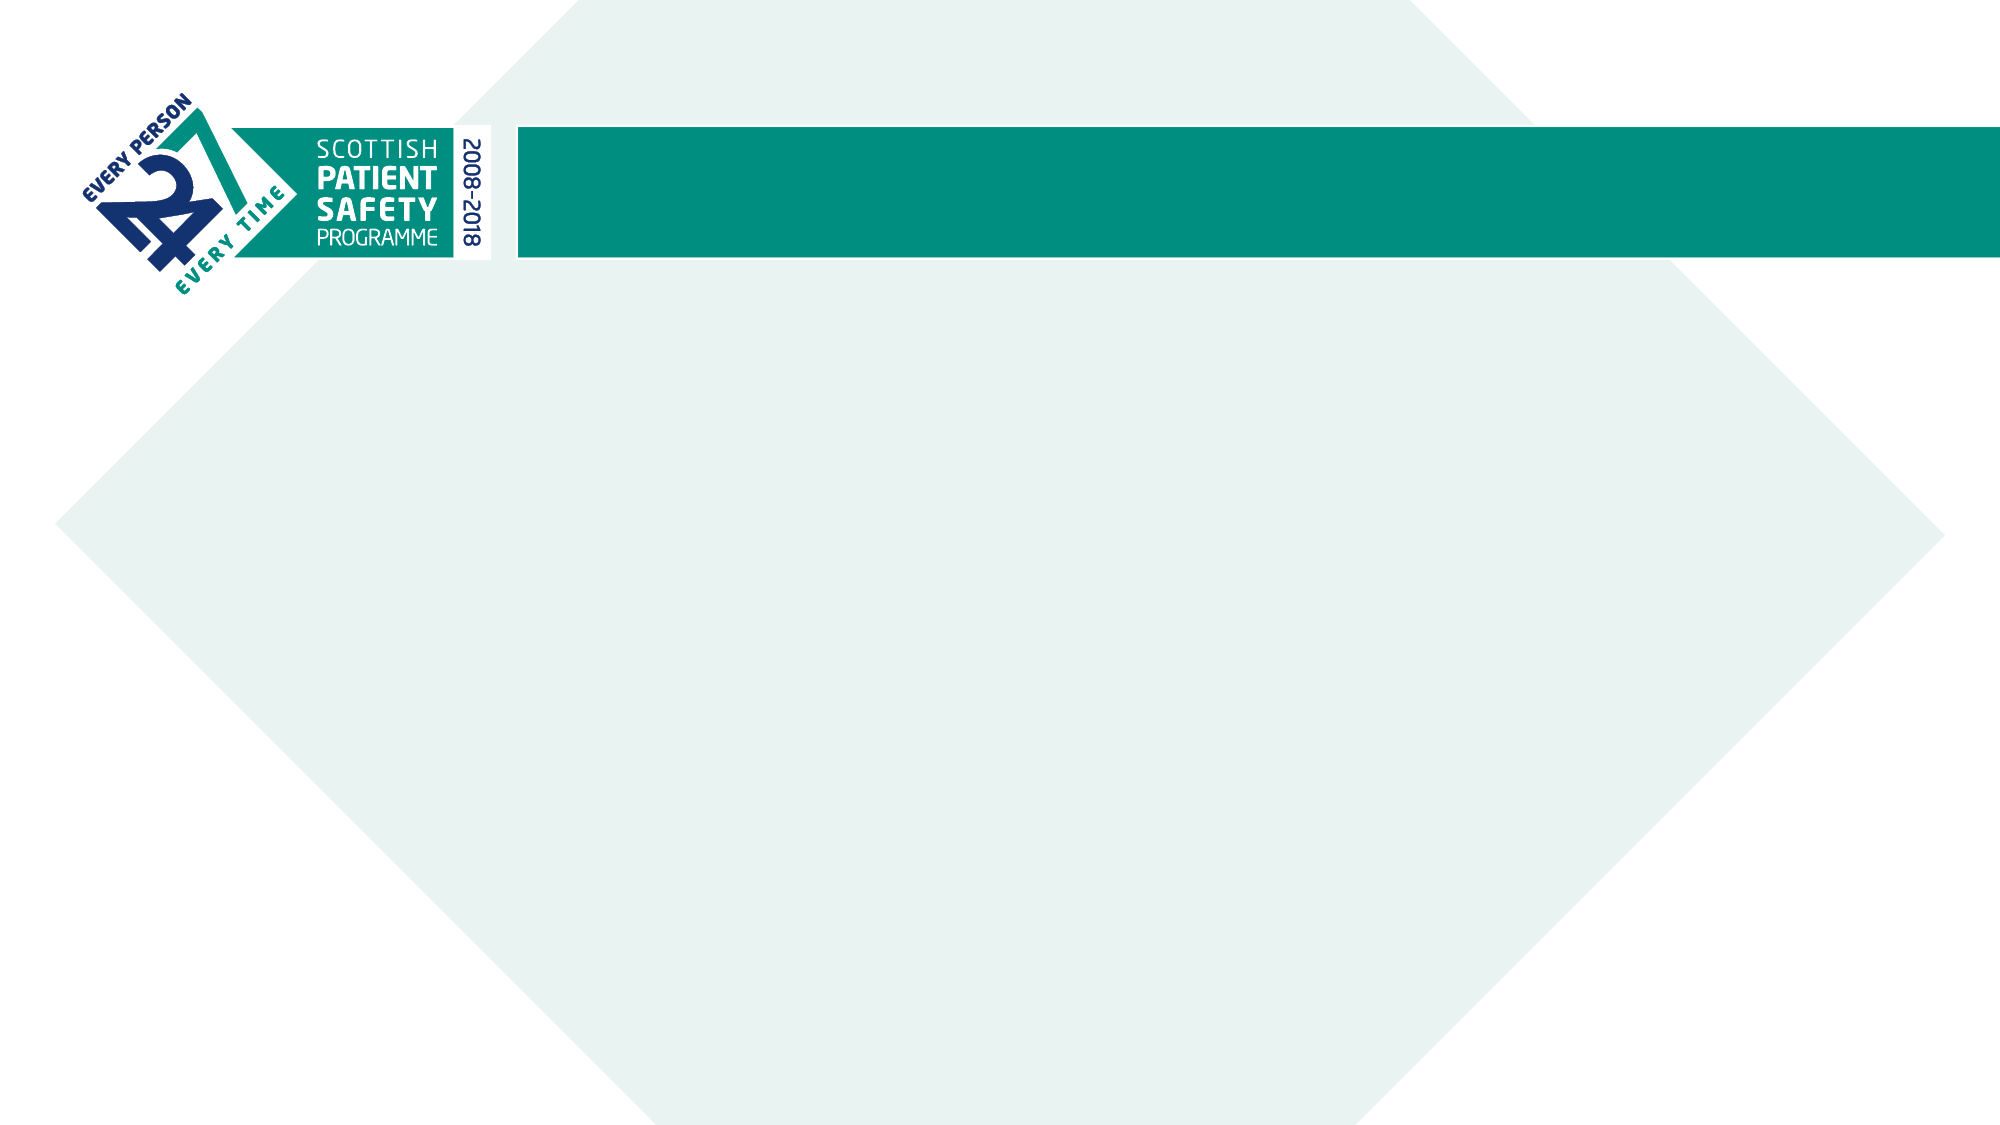 EVERY PERSON
24
7
EVERY TIME
SCOTTISH
PATIENT
SAFETY
PROGRAMME
2008-2018